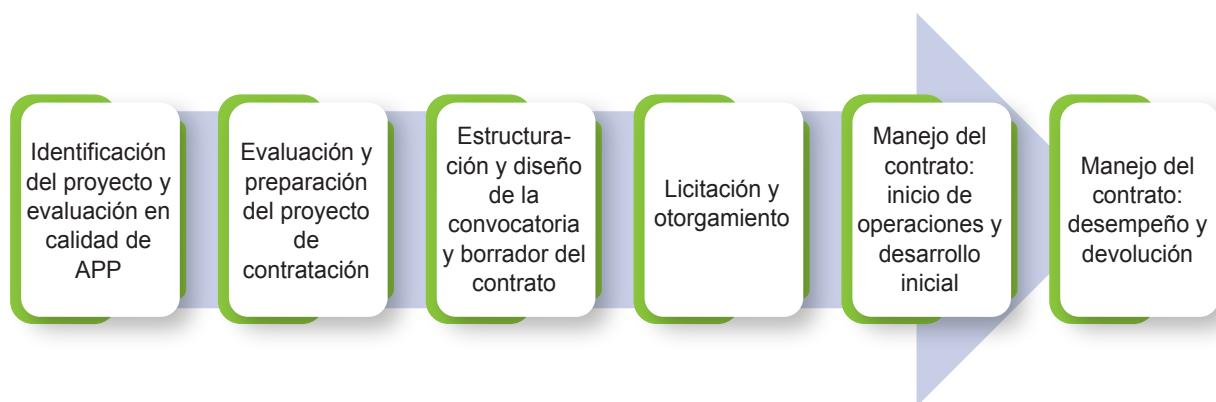 Identificación
del proyecto y
evaluación en
calidad de
APP
Evaluación y
preparación
del proyecto
de
contratación
Estructura-
ción y diseño
de la
convocatoria
y borrador del
contrato
Licitación y
otorgamiento
Manejo del
contrato:
inicio de
operaciones y
desarrollo
inicial
Manejo del
contrato:
desempeño y
devolución